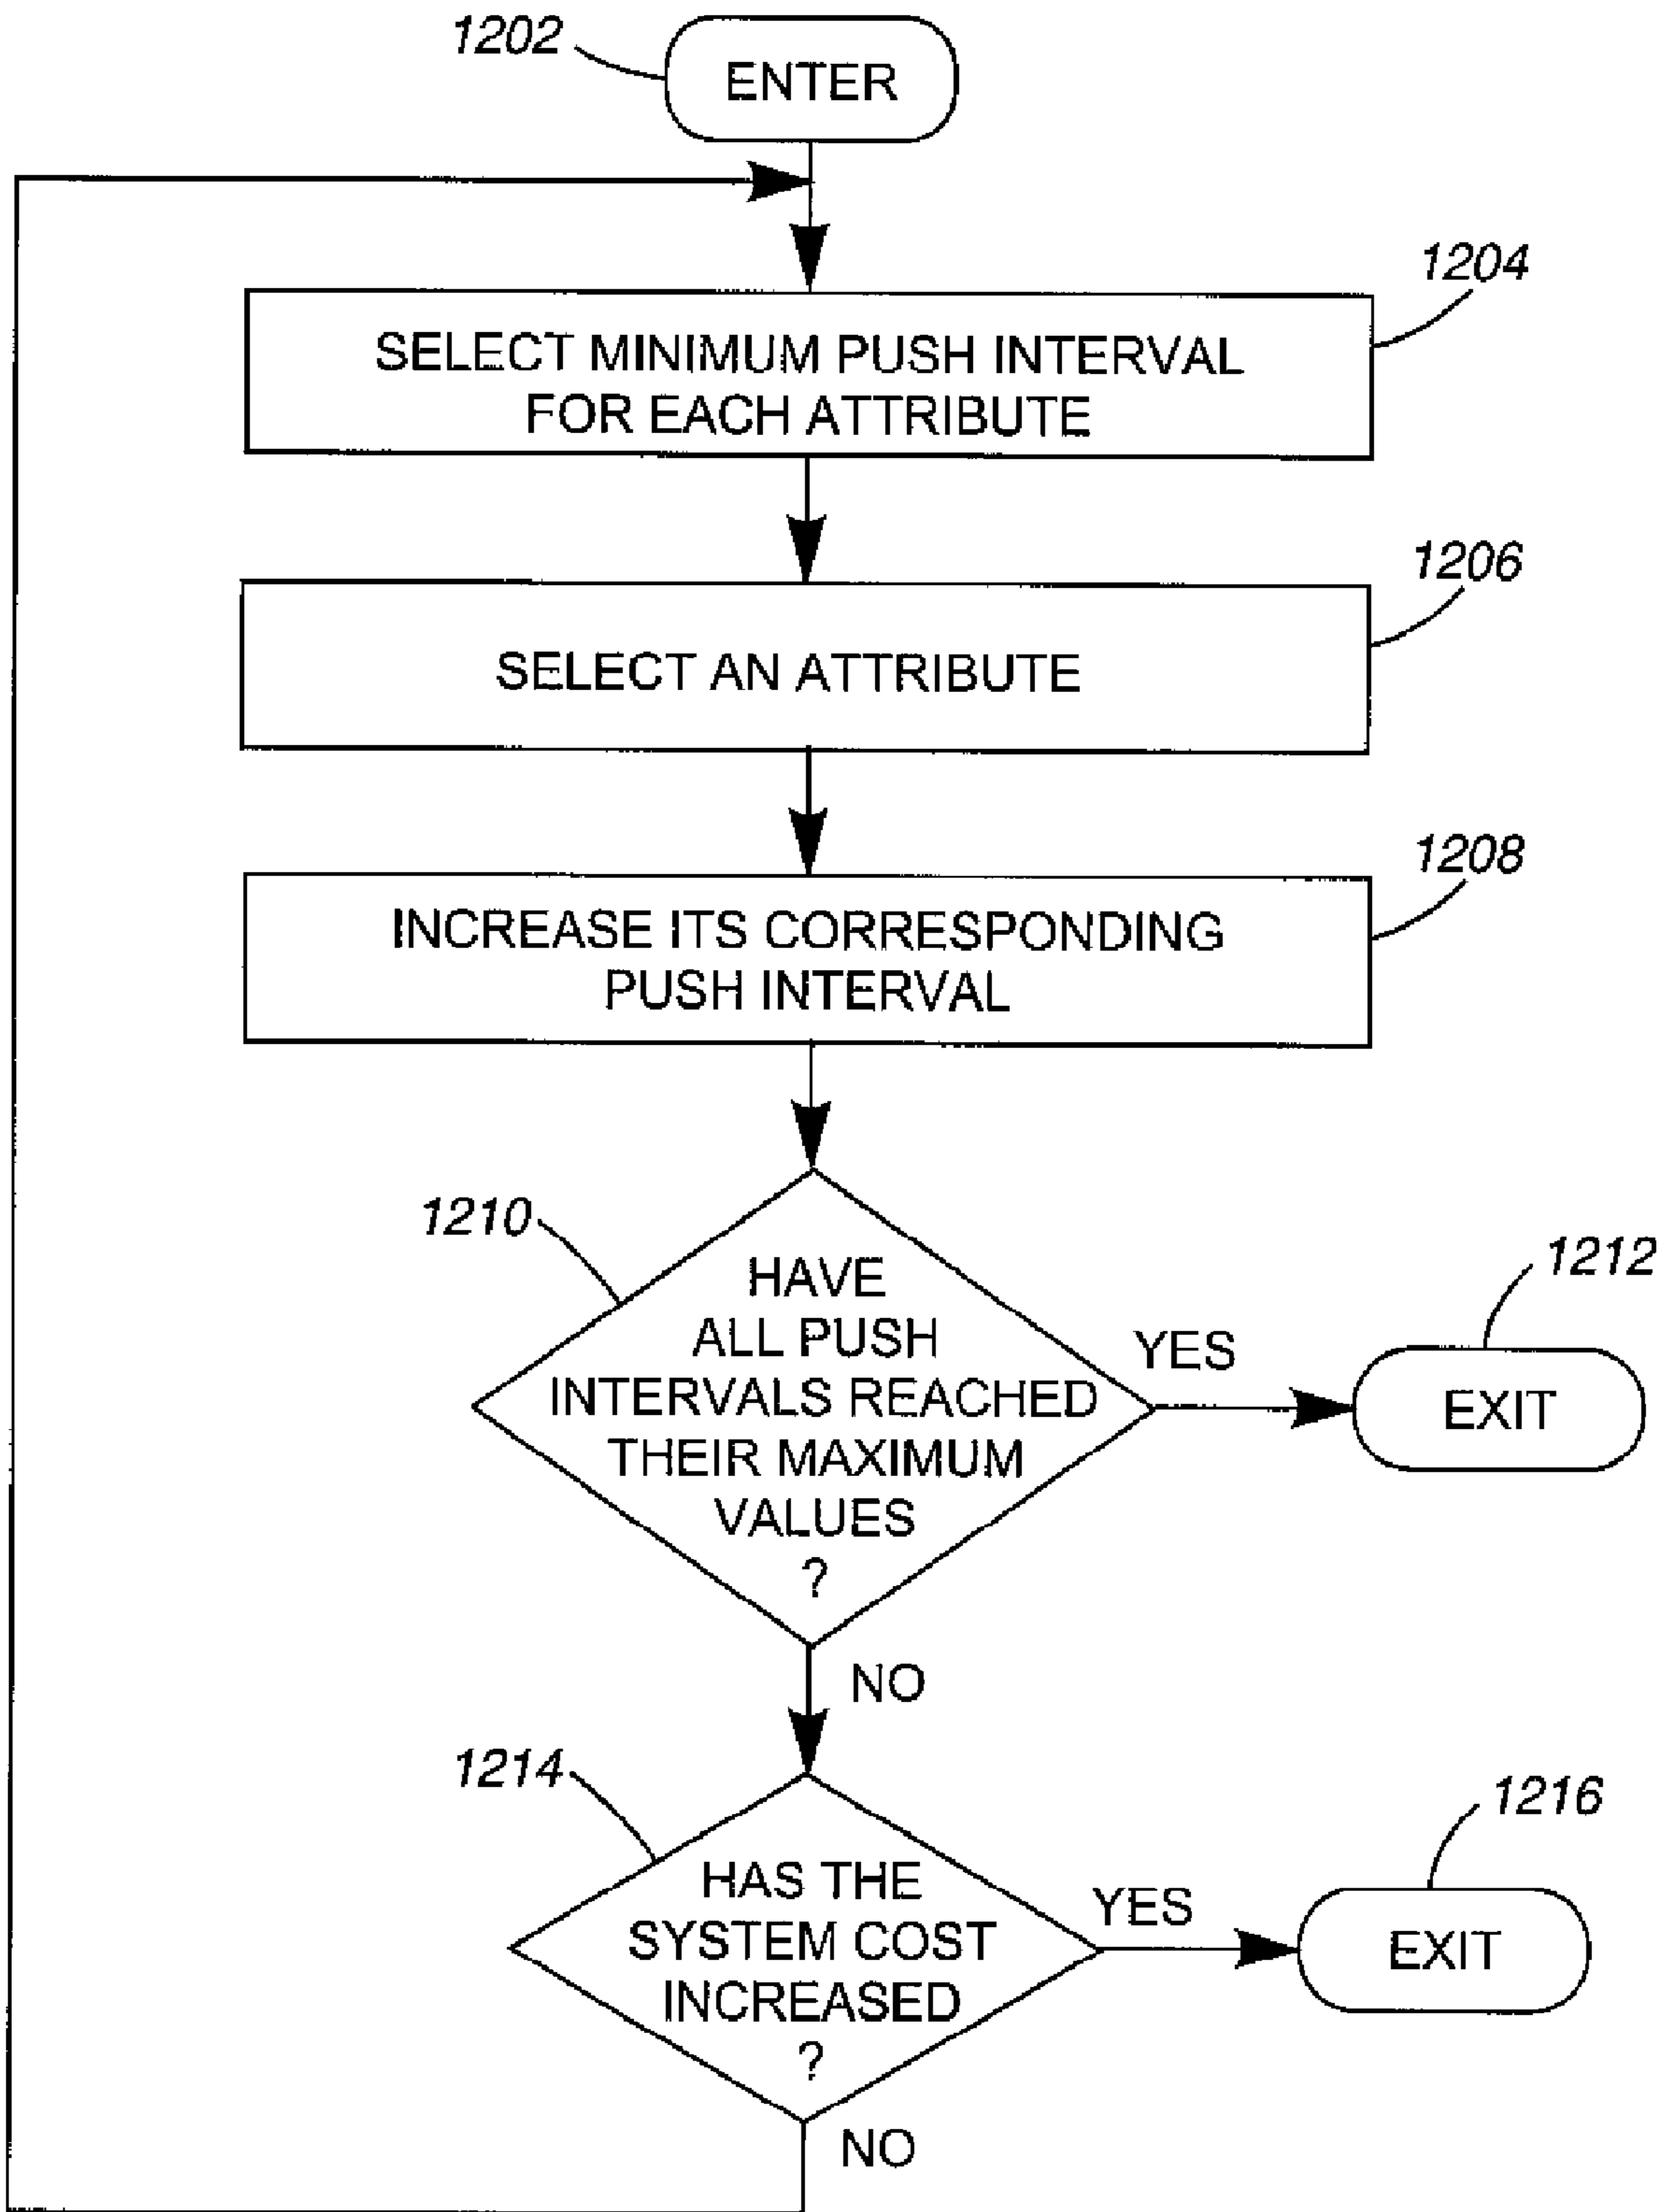 1202
ENTER
1204
SELECT MINIMUM PUSH INTERVAL
FOR EACH ATTRIBUTE
1206
SELECT AN ATTRIBUTE
1208
INCREASE ITS CORRESPONDING
PUSH INTERVAL
1210
HAVE
ALL PUSH
INTERVALS REACHED
THEIR MAXIMUM
VALUES
?
YES
1212
EXIT
NO
1214
HAS THE
SYSTEM COST
INCREASED
?
YES
1216
EXIT
NO